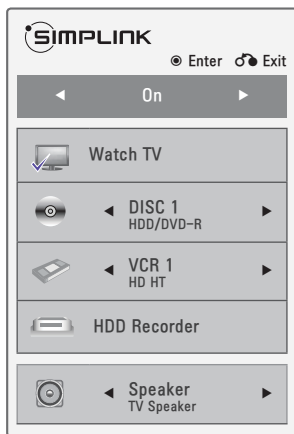 SIMPLINK
Enter Exit
On
Watch TV
DISC 1
HDD/DVD-R
VCR 1
HD HT
HDD Recorder
Speaker
TV Speaker